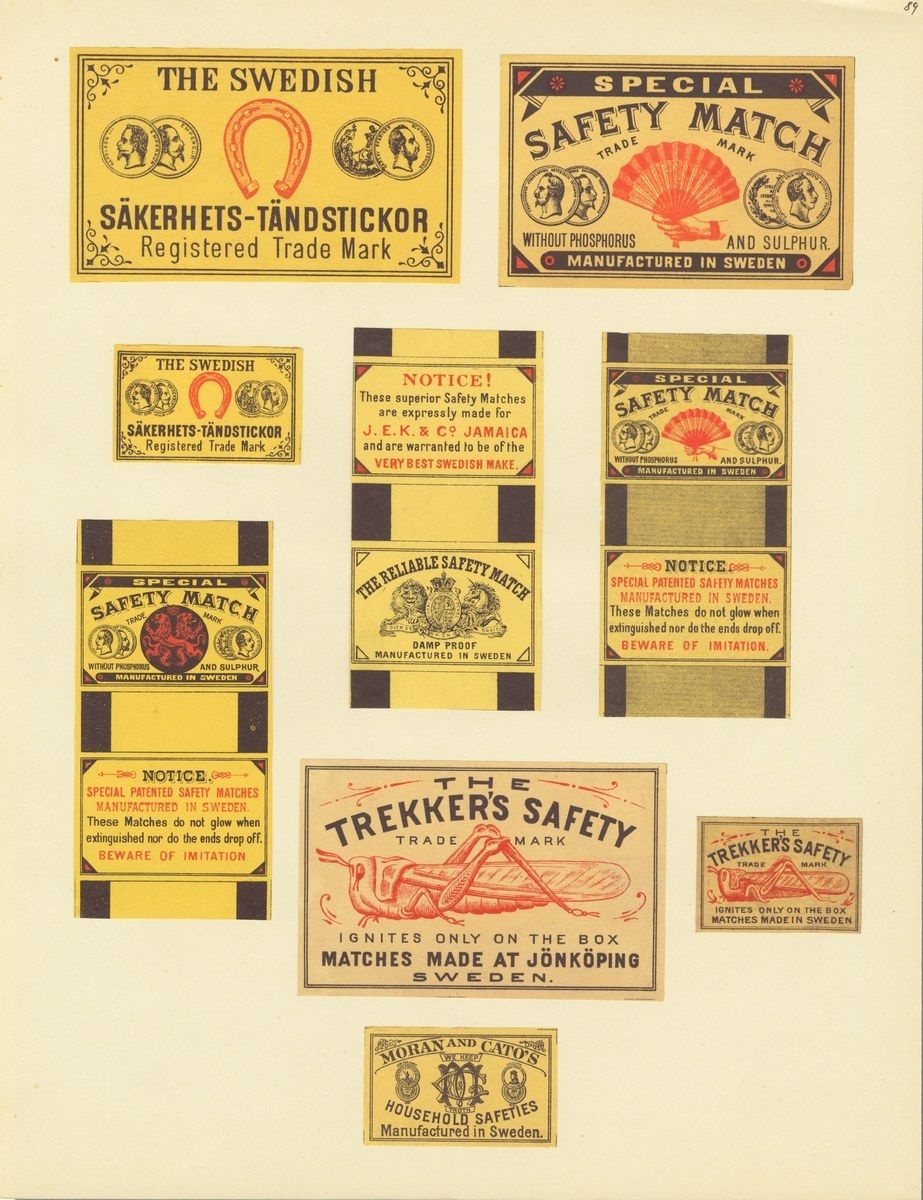 89
THE SWEDISH
SÄKERHETS-TÄNDSTICKOR
Registered Trade Mark
SPECIAL
SAFETY MATCH
TRADE MARK
WITHOUT PHOSPHORUS AND SULPHUR.
MANUFACTURED IN SWEDEN
THE SWEDISH
SÄKERHETS-TÄNDSTICKOR
Registered Trade Mark
NOTICE!
These superior Safety Matches
are expressly made for
J. E. K. & Co JAMAICA
and are warranted to be of the
VERY BEST SWEDISH MAKE.
THE RELIABLE SAFETY MATCH
DAMP PROOF
MANUFACTURED IN SWEDEN
SPECIAL
SAFETY MATCH
TRADE MARK
WITHOUT PHOSPHORUS AND SULPHUR.
MANUFACTURED IN SWEDEN
NOTICE.
SPECIAL PATENTED SAFETY MATCHES
MANUFACTURED IN SWEDEN.
These Matches do not glow when
extinguished nor do the ends drop off.
BEWARE OF IMITATION.
SPECIAL
SAFETY MATCH
TRADE MARK
WITHOUT PHOSPHORUS AND SULPHUR
MANUFACTURED IN SWEDEN
NOTICE.
SPECIAL PATENTED SAFETY MATCHES
MANUFACTURED IN SWEDEN.
These Matches do not glow when
extinguished nor do the ends drop off.
BEWARE OF IMITATION
THE
TREKKER'S SAFETY
TRADE MARK
IGNITES ONLY ON THE BOX
MATCHES MADE AT JÖNKÖPING
SWEDEN.
THE
TREKKER'S SAFETY
TRADE MARK
IGNITES ONLY ON THE BOX
MATCHES MADE IN SWEDEN
MORAN AND CATO'S
WE KEEP
TROTH
HOUSEHOLD SAFETIES
Manufactured in Sweden.